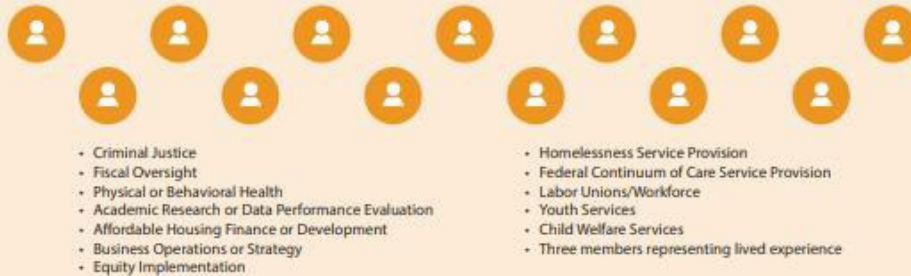 • Criminal Justice
• Fiscal Oversight
• Physical or Behavioral Health
• Academic Research or Data Performance Evaluation
• Affordable Housing Finance or Development
• Business Operations or Strategy
• Equity Implementation
• Homelessness Service Provision
• Federal Continuum of Care Service Provision
• Labor Unions/Workforce
• Youth Services
• Child Welfare Services
• Three members representing lived experience